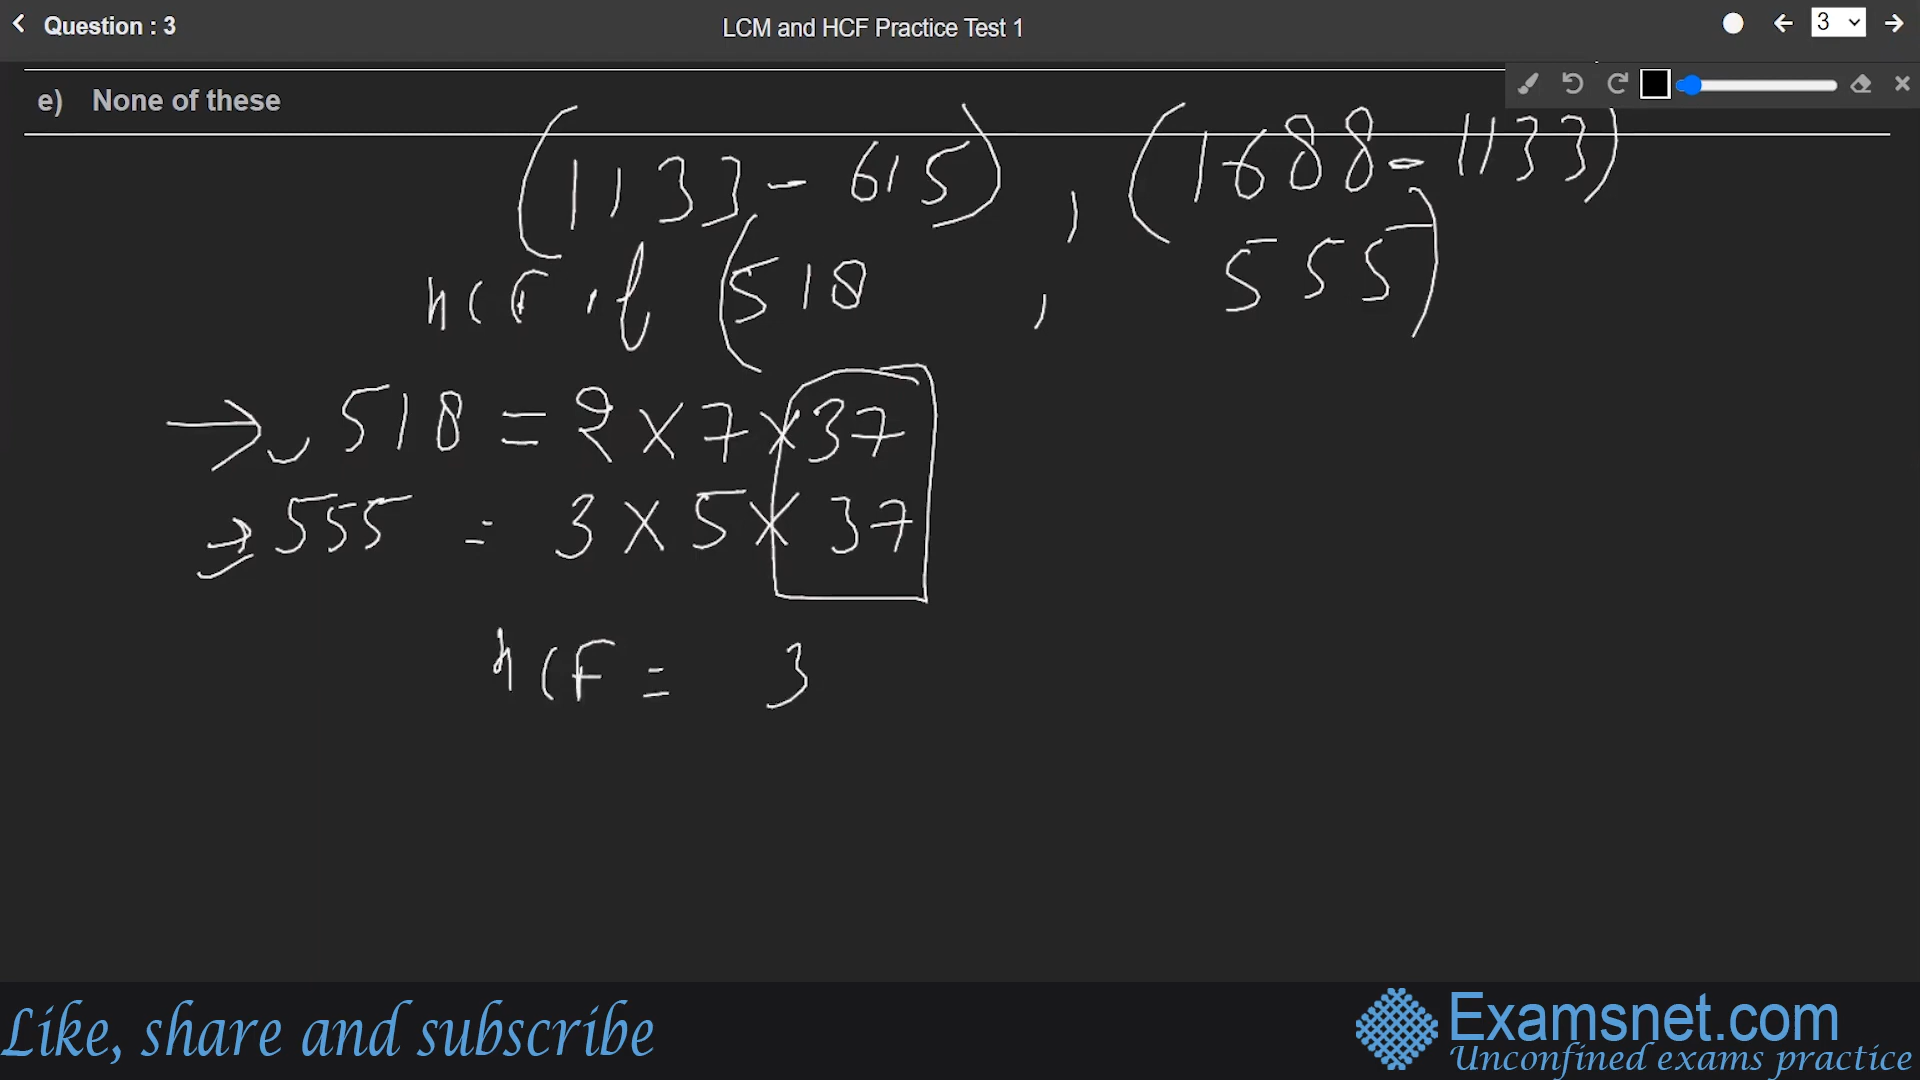 Question : 3
LCM and HCF Practice Test 1
3
e) None of these
(1133 - 615) , (1688 - 1133)
HCF of (518 , 555)
→ 518 = 2 × 7 × 37
→ 555 = 3 × 5 × 37
HCF = 3
Like, share and subscribe
Examsnet.com
Unconfined exams practice